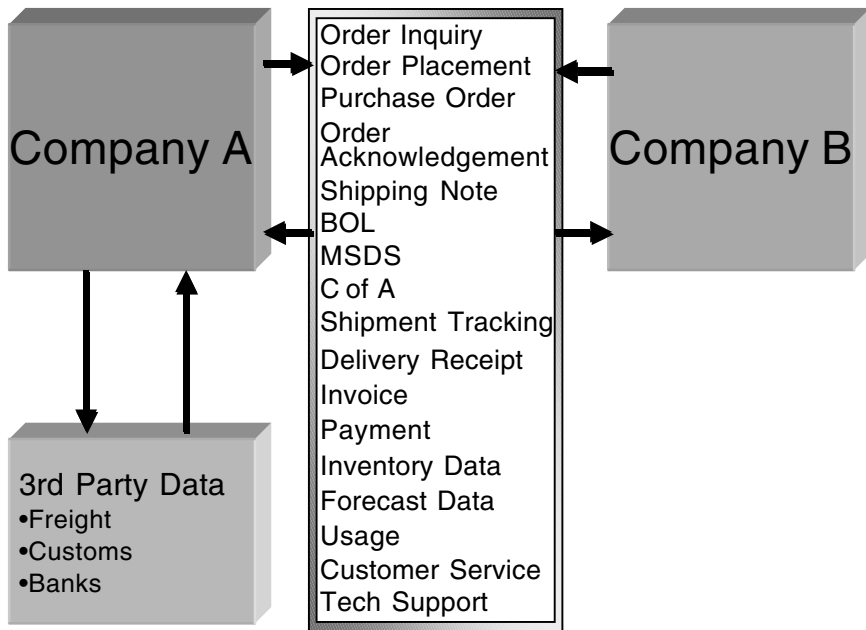 Company A
Order Inquiry
Order Placement
Purchase Order
Order
Acknowledgement
Shipping Note
BOL
MSDS
C of A
Shipment Tracking
Delivery Receipt
Invoice
Payment
Inventory Data
Forecast Data
Usage
Customer Service
Tech Support
Company B
3rd Party Data
•Freight
•Customs
•Banks